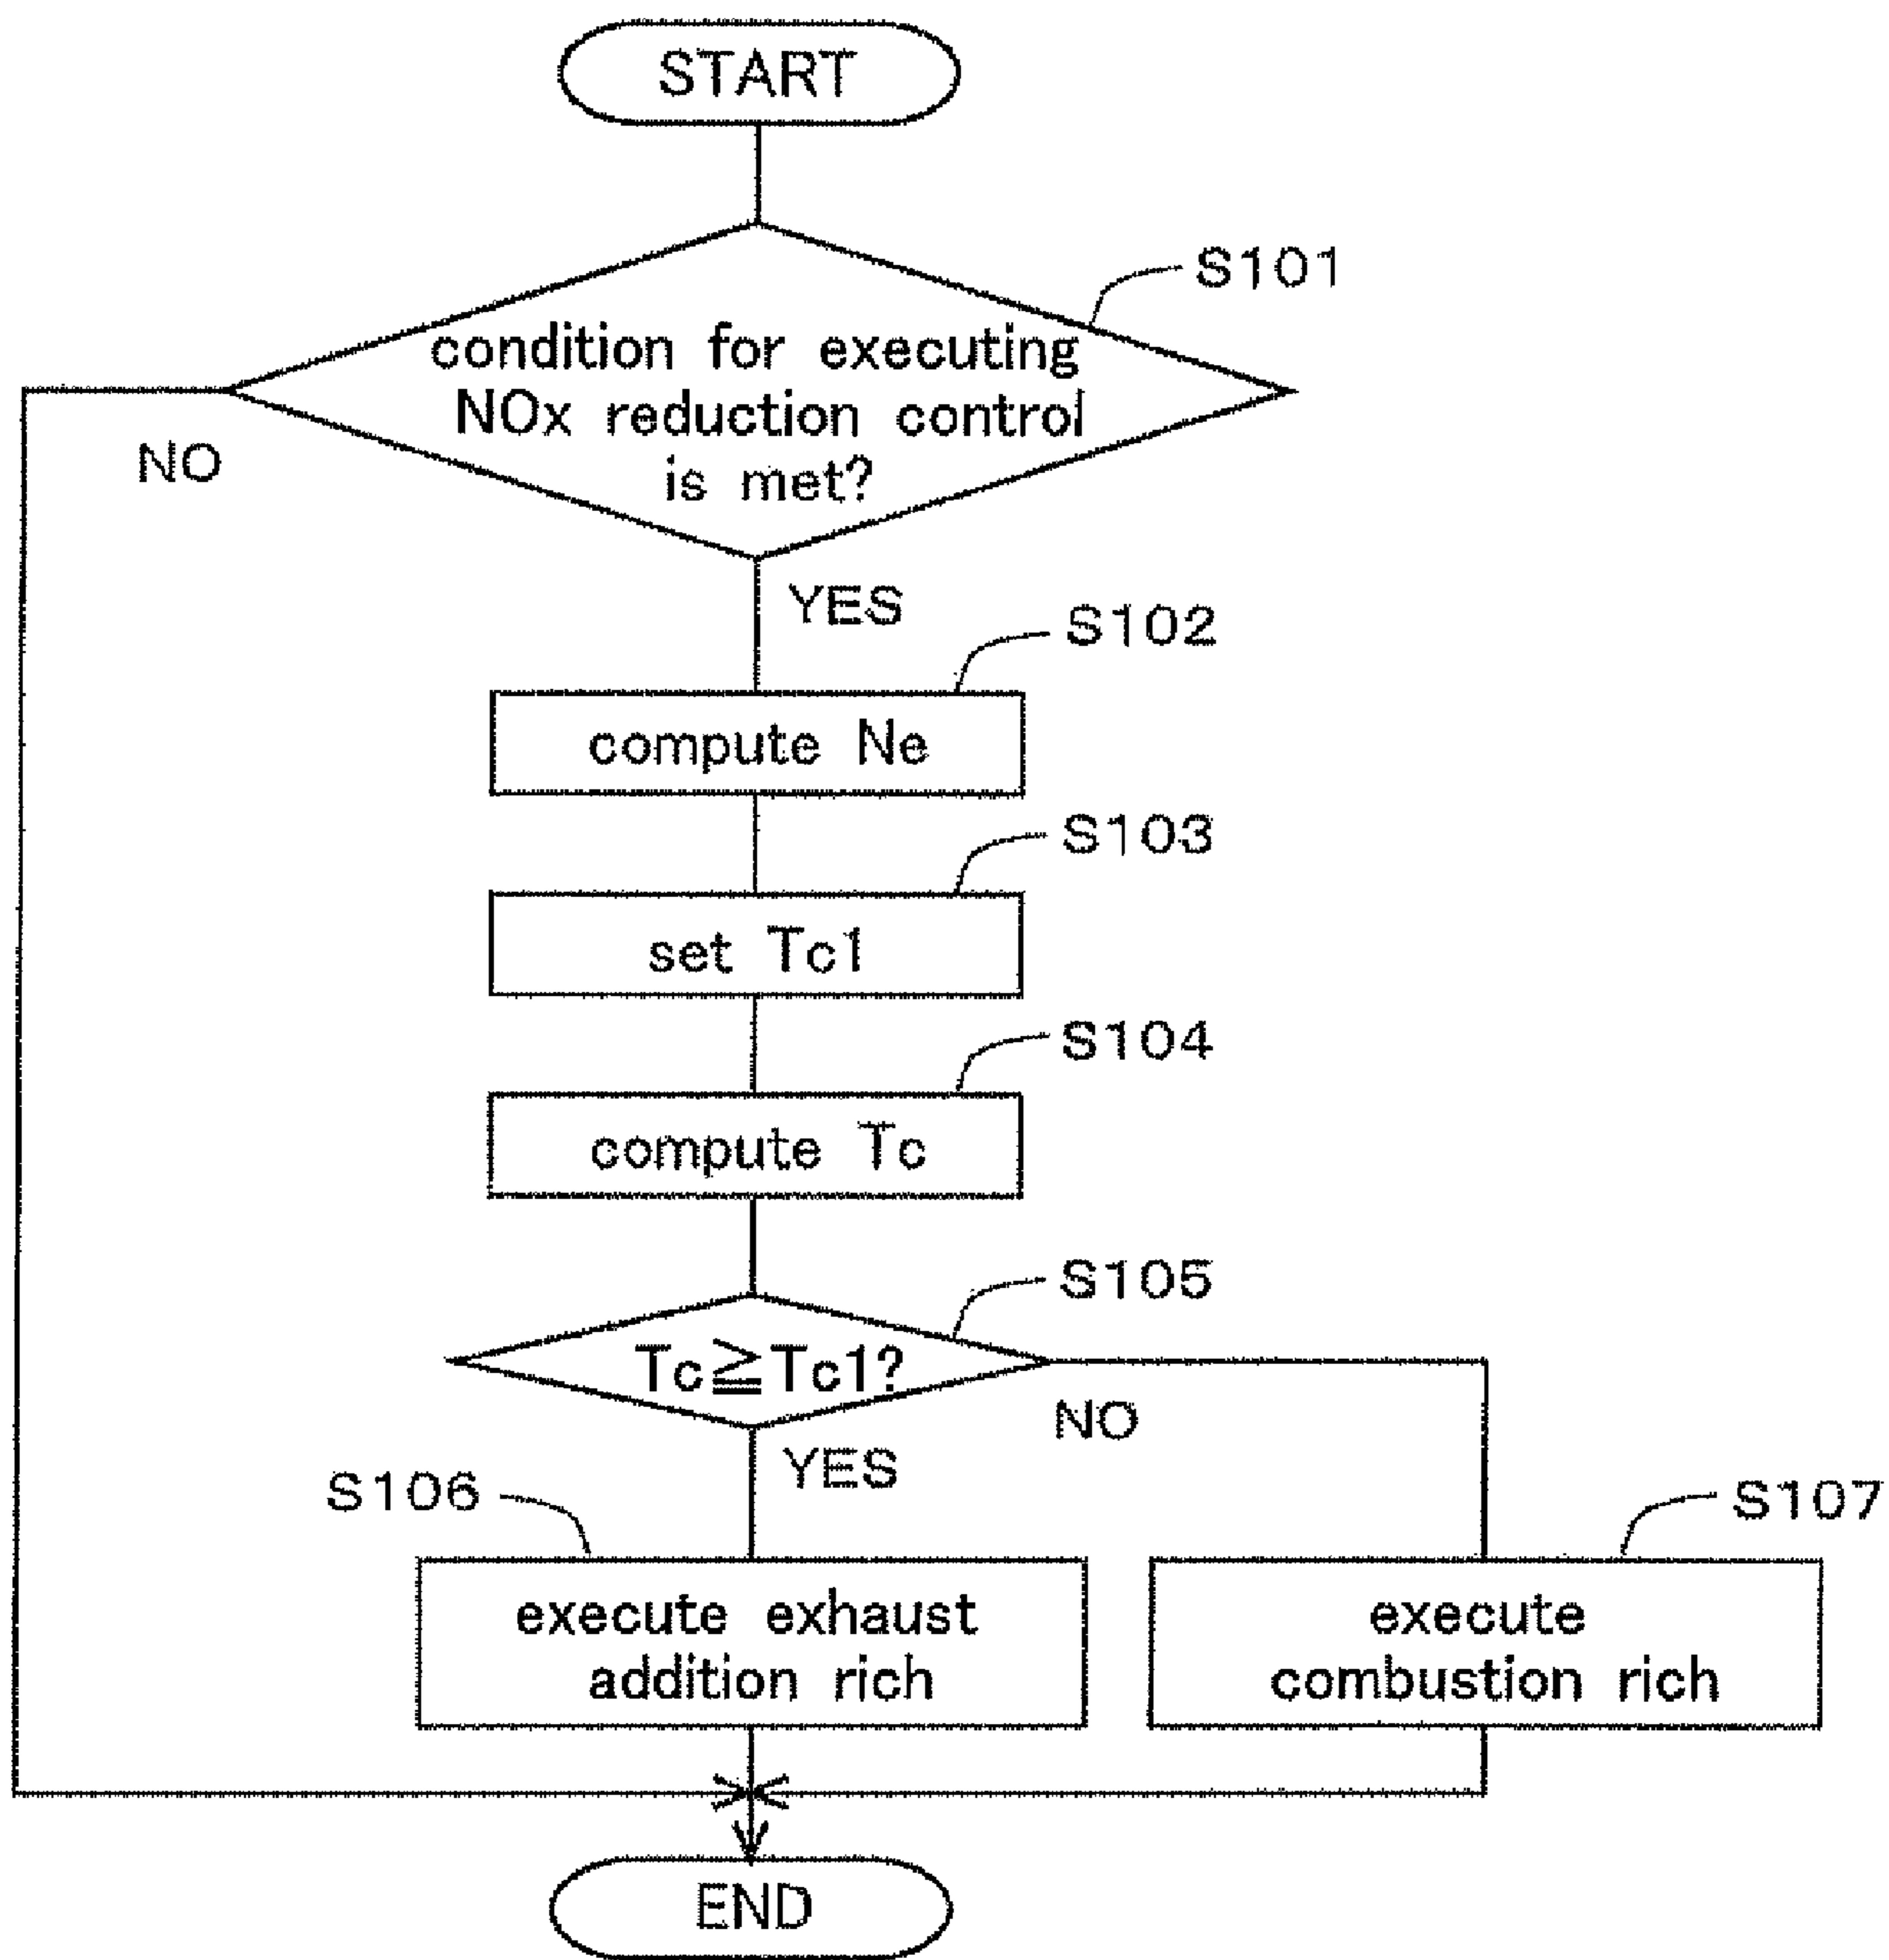 START
S101
condition for executing
NOx reduction control
is met?
NO
YES
S102
compute Ne
S103
set Tc1
S104
compute Tc
S105
Tc≧Tc1?
NO
YES
S106
S107
execute exhaust
addition rich
execute
combustion rich
END